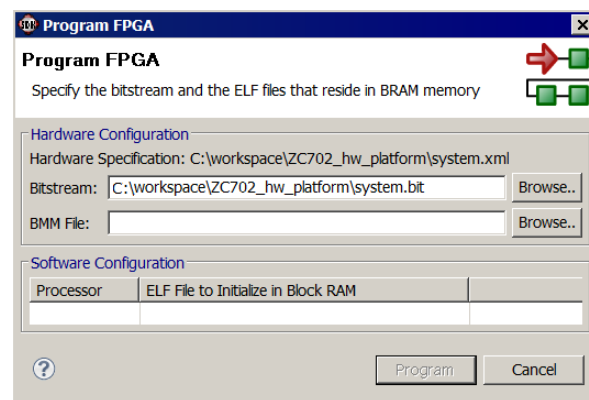 SDK Program FPGA
Program FPGA
Specify the bitstream and the ELF files that reside in BRAM memory
Hardware Configuration
Hardware Specification: C:\workspace\ZC702_hw_platform\system.xml
Bitstream: C:\workspace\ZC702_hw_platform\system.bit Browse..
BMM File: Browse..
Software Configuration
Processor ELF File to Initialize in Block RAM
? Program Cancel